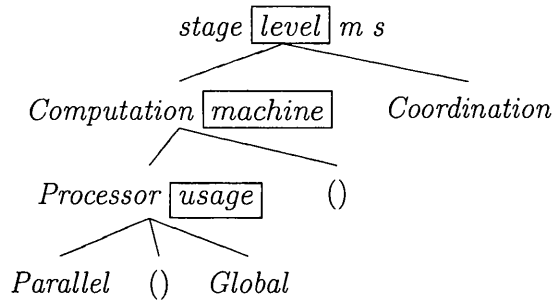 stage level m s
Computation machine Coordination
Processor usage ()
Parallel () Global